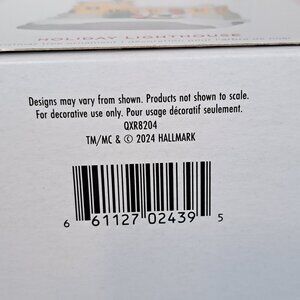 HOLIDAY LIGHTHOUSE
Designs may vary from shown. Products not shown to scale.
For decorative use only. Pour usage décoratif seulement.
QXR8204
TM/MC & © 2024 HALLMARK
6 61127 02439 5